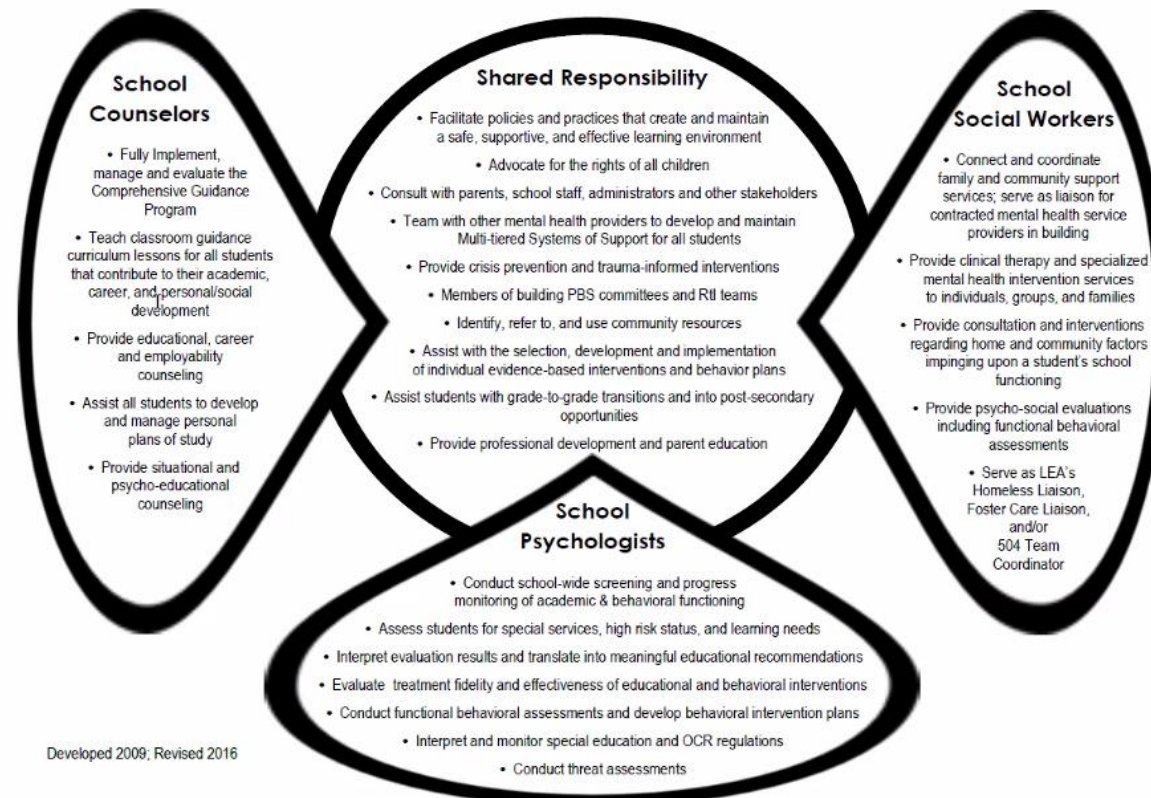 School
Counselors
• Fully Implement,
manage and evaluate the
Comprehensive Guidance
Program
• Teach classroom guidance
curriculum lessons for all students
that contribute to their academic,
career, and personal/social
development
• Provide educational, career
and employability
counseling
• Assist all students to develop
and manage personal
plans of study
• Provide situational and
psycho-educational
counseling
Shared Responsibility
• Facilitate policies and practices that create and maintain
a safe, supportive, and effective learning environment
• Advocate for the rights of all children
• Consult with parents, school staff, administrators and other stakeholders
• Team with other mental health providers to develop and maintain
Multi-tiered Systems of Support for all students
• Provide crisis prevention and trauma-informed interventions
• Members of building PBS committees and RtI teams
• Identify, refer to, and use community resources
• Assist with the selection, development and implementation
of individual evidence-based interventions and behavior plans
• Assist students with grade-to-grade transitions and into post-secondary
opportunities
• Provide professional development and parent education
School
Social Workers
• Connect and coordinate
family and community support
services; serve as liaison for
contracted mental health service
providers in building
• Provide clinical therapy and specialized
mental health intervention services
to individuals, groups, and families
• Provide consultation and interventions
regarding home and community factors
impinging upon a student's school
functioning
• Provide psycho-social evaluations
including functional behavioral
assessments
• Serve as LEA's
Homeless Liaison,
Foster Care Liaison,
and/or
504 Team
Coordinator
School
Psychologists
• Conduct school-wide screening and progress
monitoring of academic & behavioral functioning
• Assess students for special services, high risk status, and learning needs
• Interpret evaluation results and translate into meaningful educational recommendations
• Evaluate treatment fidelity and effectiveness of educational and behavioral interventions
• Conduct functional behavioral assessments and develop behavioral intervention plans
• Interpret and monitor special education and OCR regulations
• Conduct threat assessments
Developed 2009; Revised 2016